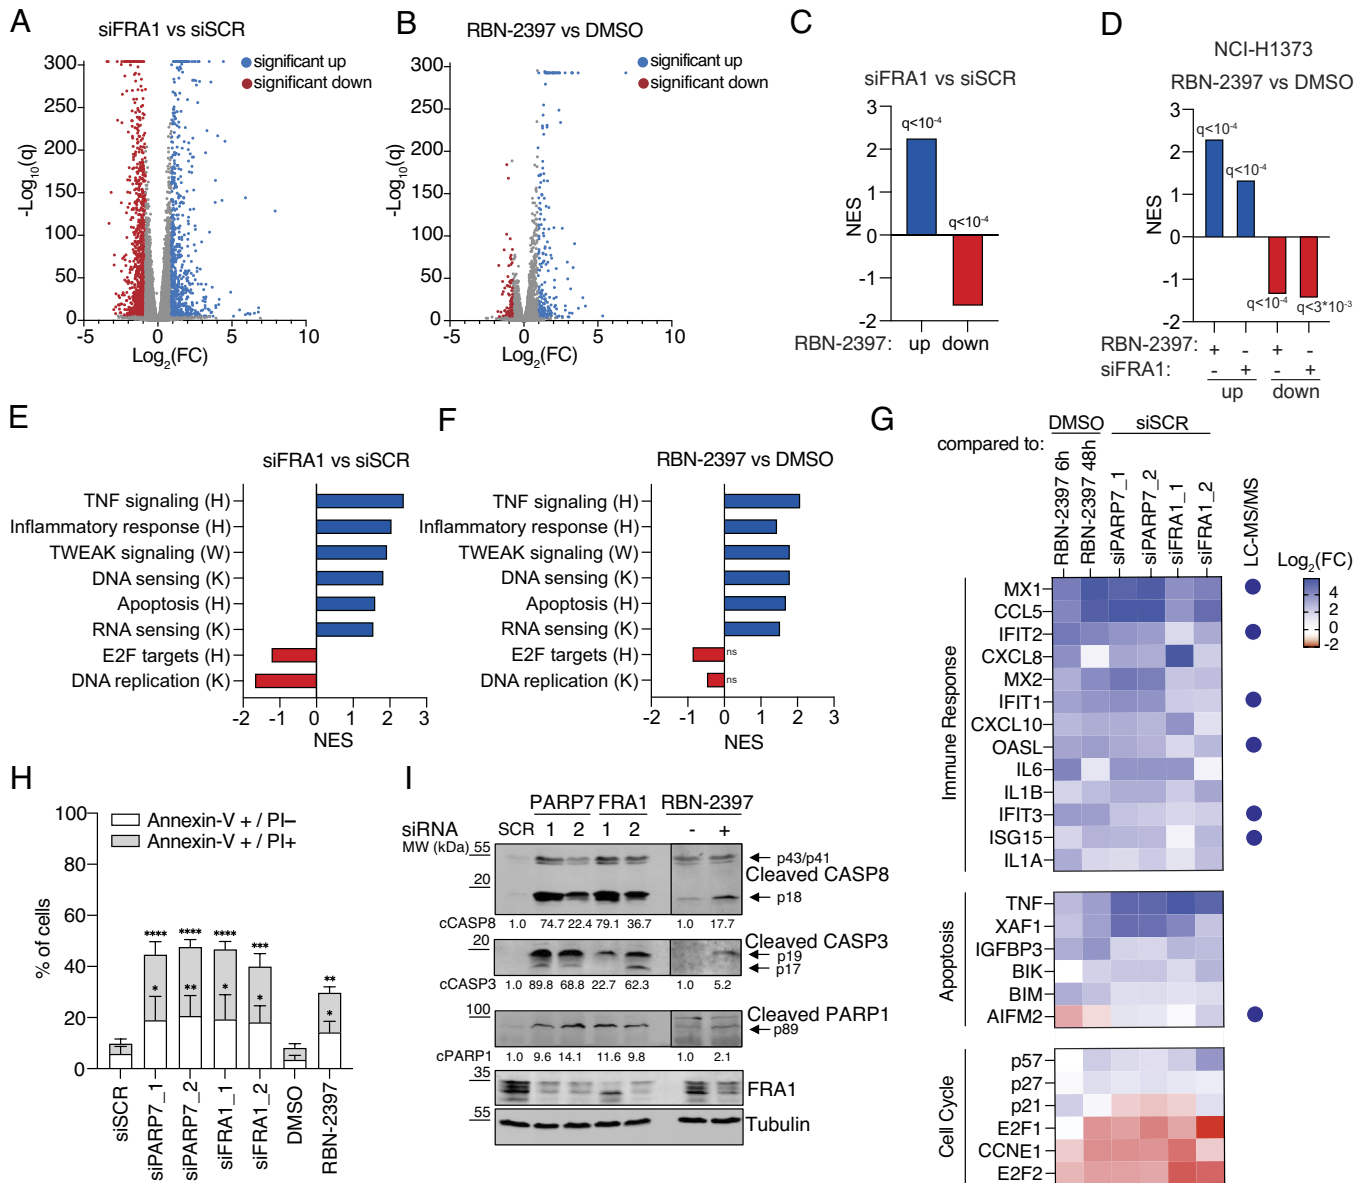 A
siFRA1 vs siSCR
significant up
significant down
300
250
200
150
100
50
0
-Log10(q)
-5
0
5
10
Log2(FC)
B
RBN-2397 vs DMSO
significant up
significant down
300
250
200
150
100
50
0
-Log10(q)
-5
0
5
10
Log2(FC)
C
siFRA1 vs siSCR
3
2
1
0
-1
-2
NES
q<10-4
q<10-4
RBN-2397: up down
D
NCI-H1373
RBN-2397 vs DMSO
3
2
1
0
-1
-2
NES
q<10-4
q<10-4
q<10-4
q<3*10-3
RBN-2397: + - + -
siFRA1: - + - +
up down
E
siFRA1 vs siSCR
TNF signaling (H)
Inflammatory response (H)
TWEAK signaling (W)
DNA sensing (K)
Apoptosis (H)
RNA sensing (K)
E2F targets (H)
DNA replication (K)
-2 -1 0 1 2 3
NES
F
RBN-2397 vs DMSO
TNF signaling (H)
Inflammatory response (H)
TWEAK signaling (W)
DNA sensing (K)
Apoptosis (H)
RNA sensing (K)
E2F targets (H) ns
DNA replication (K) ns
-2 -1 0 1 2 3
NES
G
compared to:
DMSO siSCR
RBN-2397 6h
RBN-2397 48h
siPARP7_1
siPARP7_2
siFRA1_1
siFRA1_2
LC-MS/MS
Log2(FC)
4
2
0
-2
Immune Response
MX1
CCL5
IFIT2
CXCL8
MX2
IFIT1
CXCL10
OASL
IL6
IL1B
IFIT3
ISG15
IL1A
Apoptosis
TNF
XAF1
IGFBP3
BIK
BIM
AIFM2
Cell Cycle
p57
p27
p21
E2F1
CCNE1
E2F2
H
Annexin-V + / PI–
Annexin-V + / PI+
100
80
60
40
20
0
% of cells
**** **** **** *** **
* ** * * *
siSCR
siPARP7_1
siPARP7_2
siFRA1_1
siFRA1_2
DMSO
RBN-2397
I
PARP7 FRA1 RBN-2397
siRNA SCR 1 2 1 2 - +
MW (kDa)
55
p43/p41
Cleaved CASP8
20
p18
cCASP8 1.0 74.7 22.4 79.1 36.7 1.0 17.7
20
Cleaved CASP3
p19
p17
cCASP3 1.0 89.8 68.8 22.7 62.3 1.0 5.2
100
Cleaved PARP1
p89
cPARP1 1.0 9.6 14.1 11.6 9.8 1.0 2.1
35
FRA1
55
Tubulin